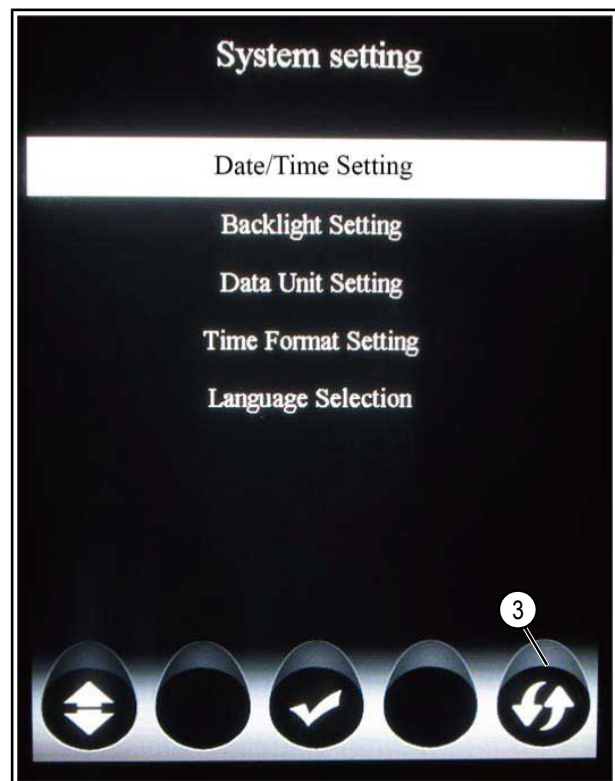 System setting
Date/Time Setting
Backlight Setting
Data Unit Setting
Time Format Setting
Language Selection
3